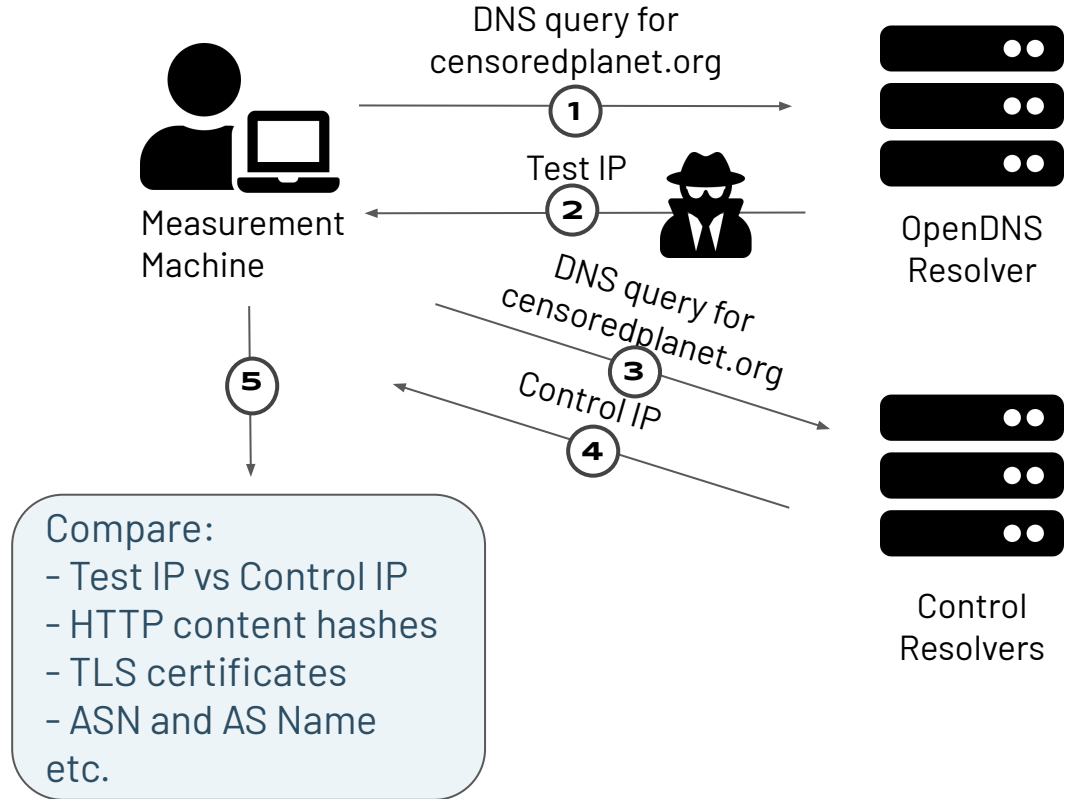 DNS query for
censoredplanet.org
1
Test IP
2
Measurement
Machine
OpenDNS
Resolver
DNS query for
censoredplanet.org
3
Control IP
4
5
Control
Resolvers
Compare:
- Test IP vs Control IP
- HTTP content hashes
- TLS certificates
- ASN and AS Name
etc.